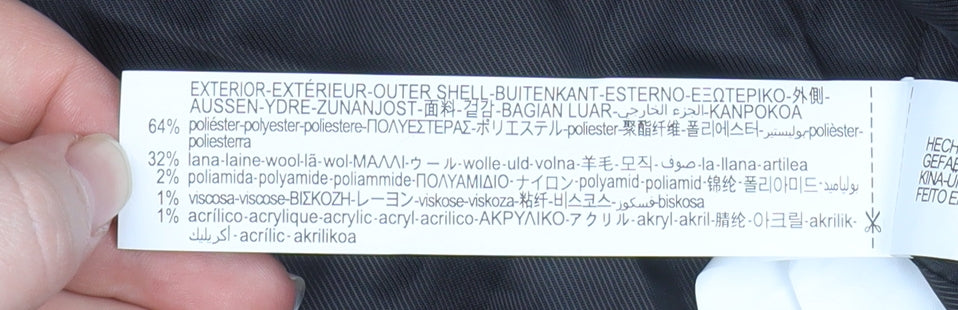 EXTERIOR-EXTÉRIEUR-OUTER SHELL-BUITENKANT-ESTERNO-ΕΞΩΤΕΡΙΚΟ-外側-
AUSSEN-YDRE-ZUNANJOST-面料-겉감-BAGIAN LUAR-الجزء الخارجي-KANPOKOA
64% poliéster-polyester-poliestere-ΠΟΛΥΕΣΤΕΡΑΣ-ポリエステル-poliester-聚酯纤维-폴리에스터-بوليستير-polièster-
poliesterra
32% lana-laine-wool-lã-wol-ΜΑΛΛΙ-ウール-wolle-uld-volna-羊毛-모직-صوف-la-llana-artilea
2% poliamida-polyamide-poliammide-ΠΟΛΥΑΜΙΔΙΟ-ナイロン-polyamid-poliamid-锦纶-폴리아미드-بولياميد
1% viscosa-viscose-ΒΙΣΚΟΖΗ-レーヨン-viskose-viskoza-粘纤-비스코스-فسكوز-biskosa
1% acrílico-acrylique-acrylic-acryl-acrilico-ΑΚΡΥΛΙΚΟ-アクリル-akryl-akril-腈纶-아크릴-akrilik-
أكريليك-acrílic-akrilikoa
HECH
GEFAE
KINA-U
FEITO E